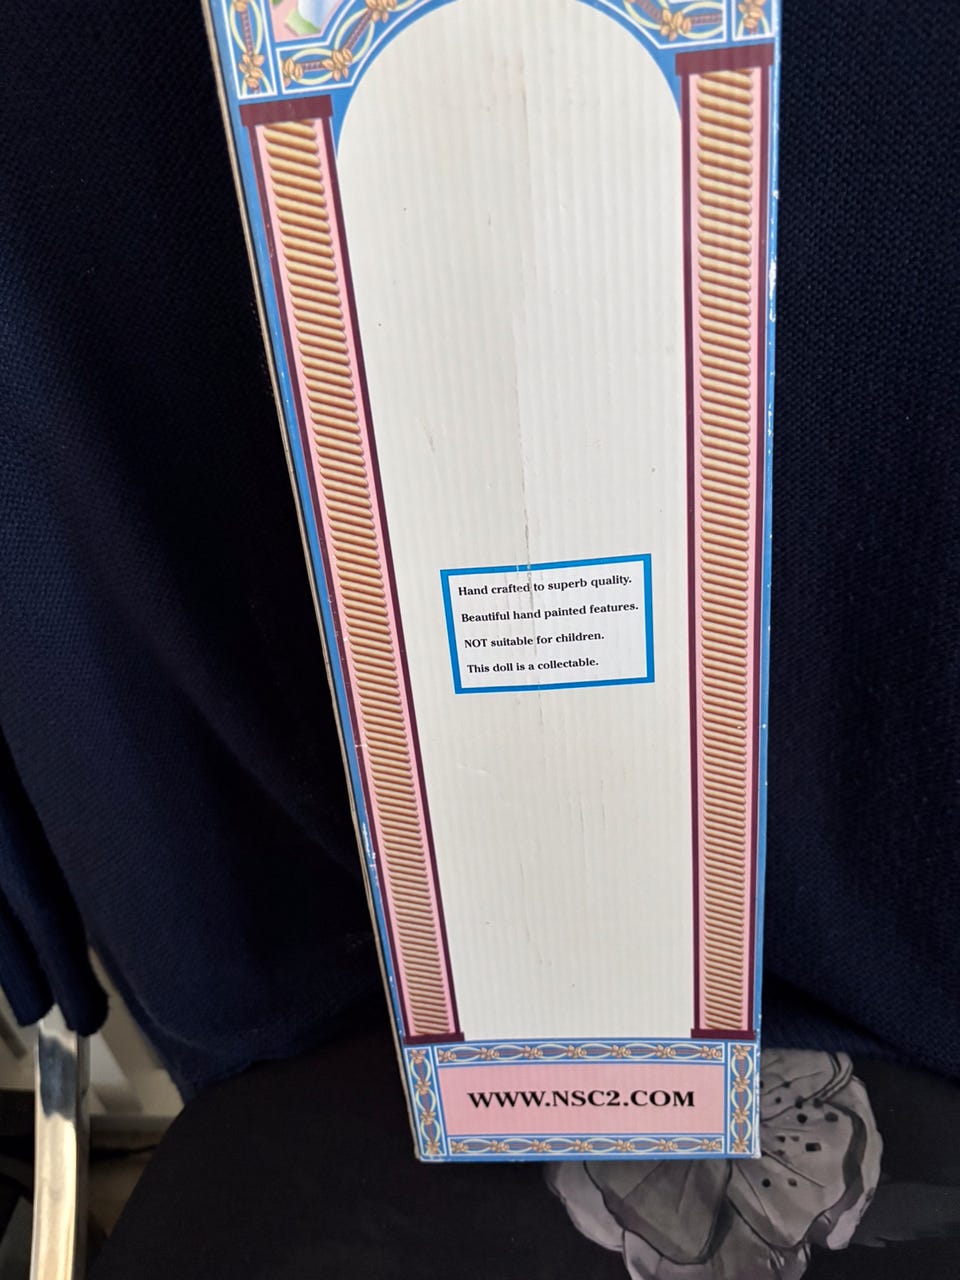 Hand crafted to superb quality.
Beautiful hand painted features.
NOT suitable for children.
This doll is a collectable.
WWW.NSC2.COM